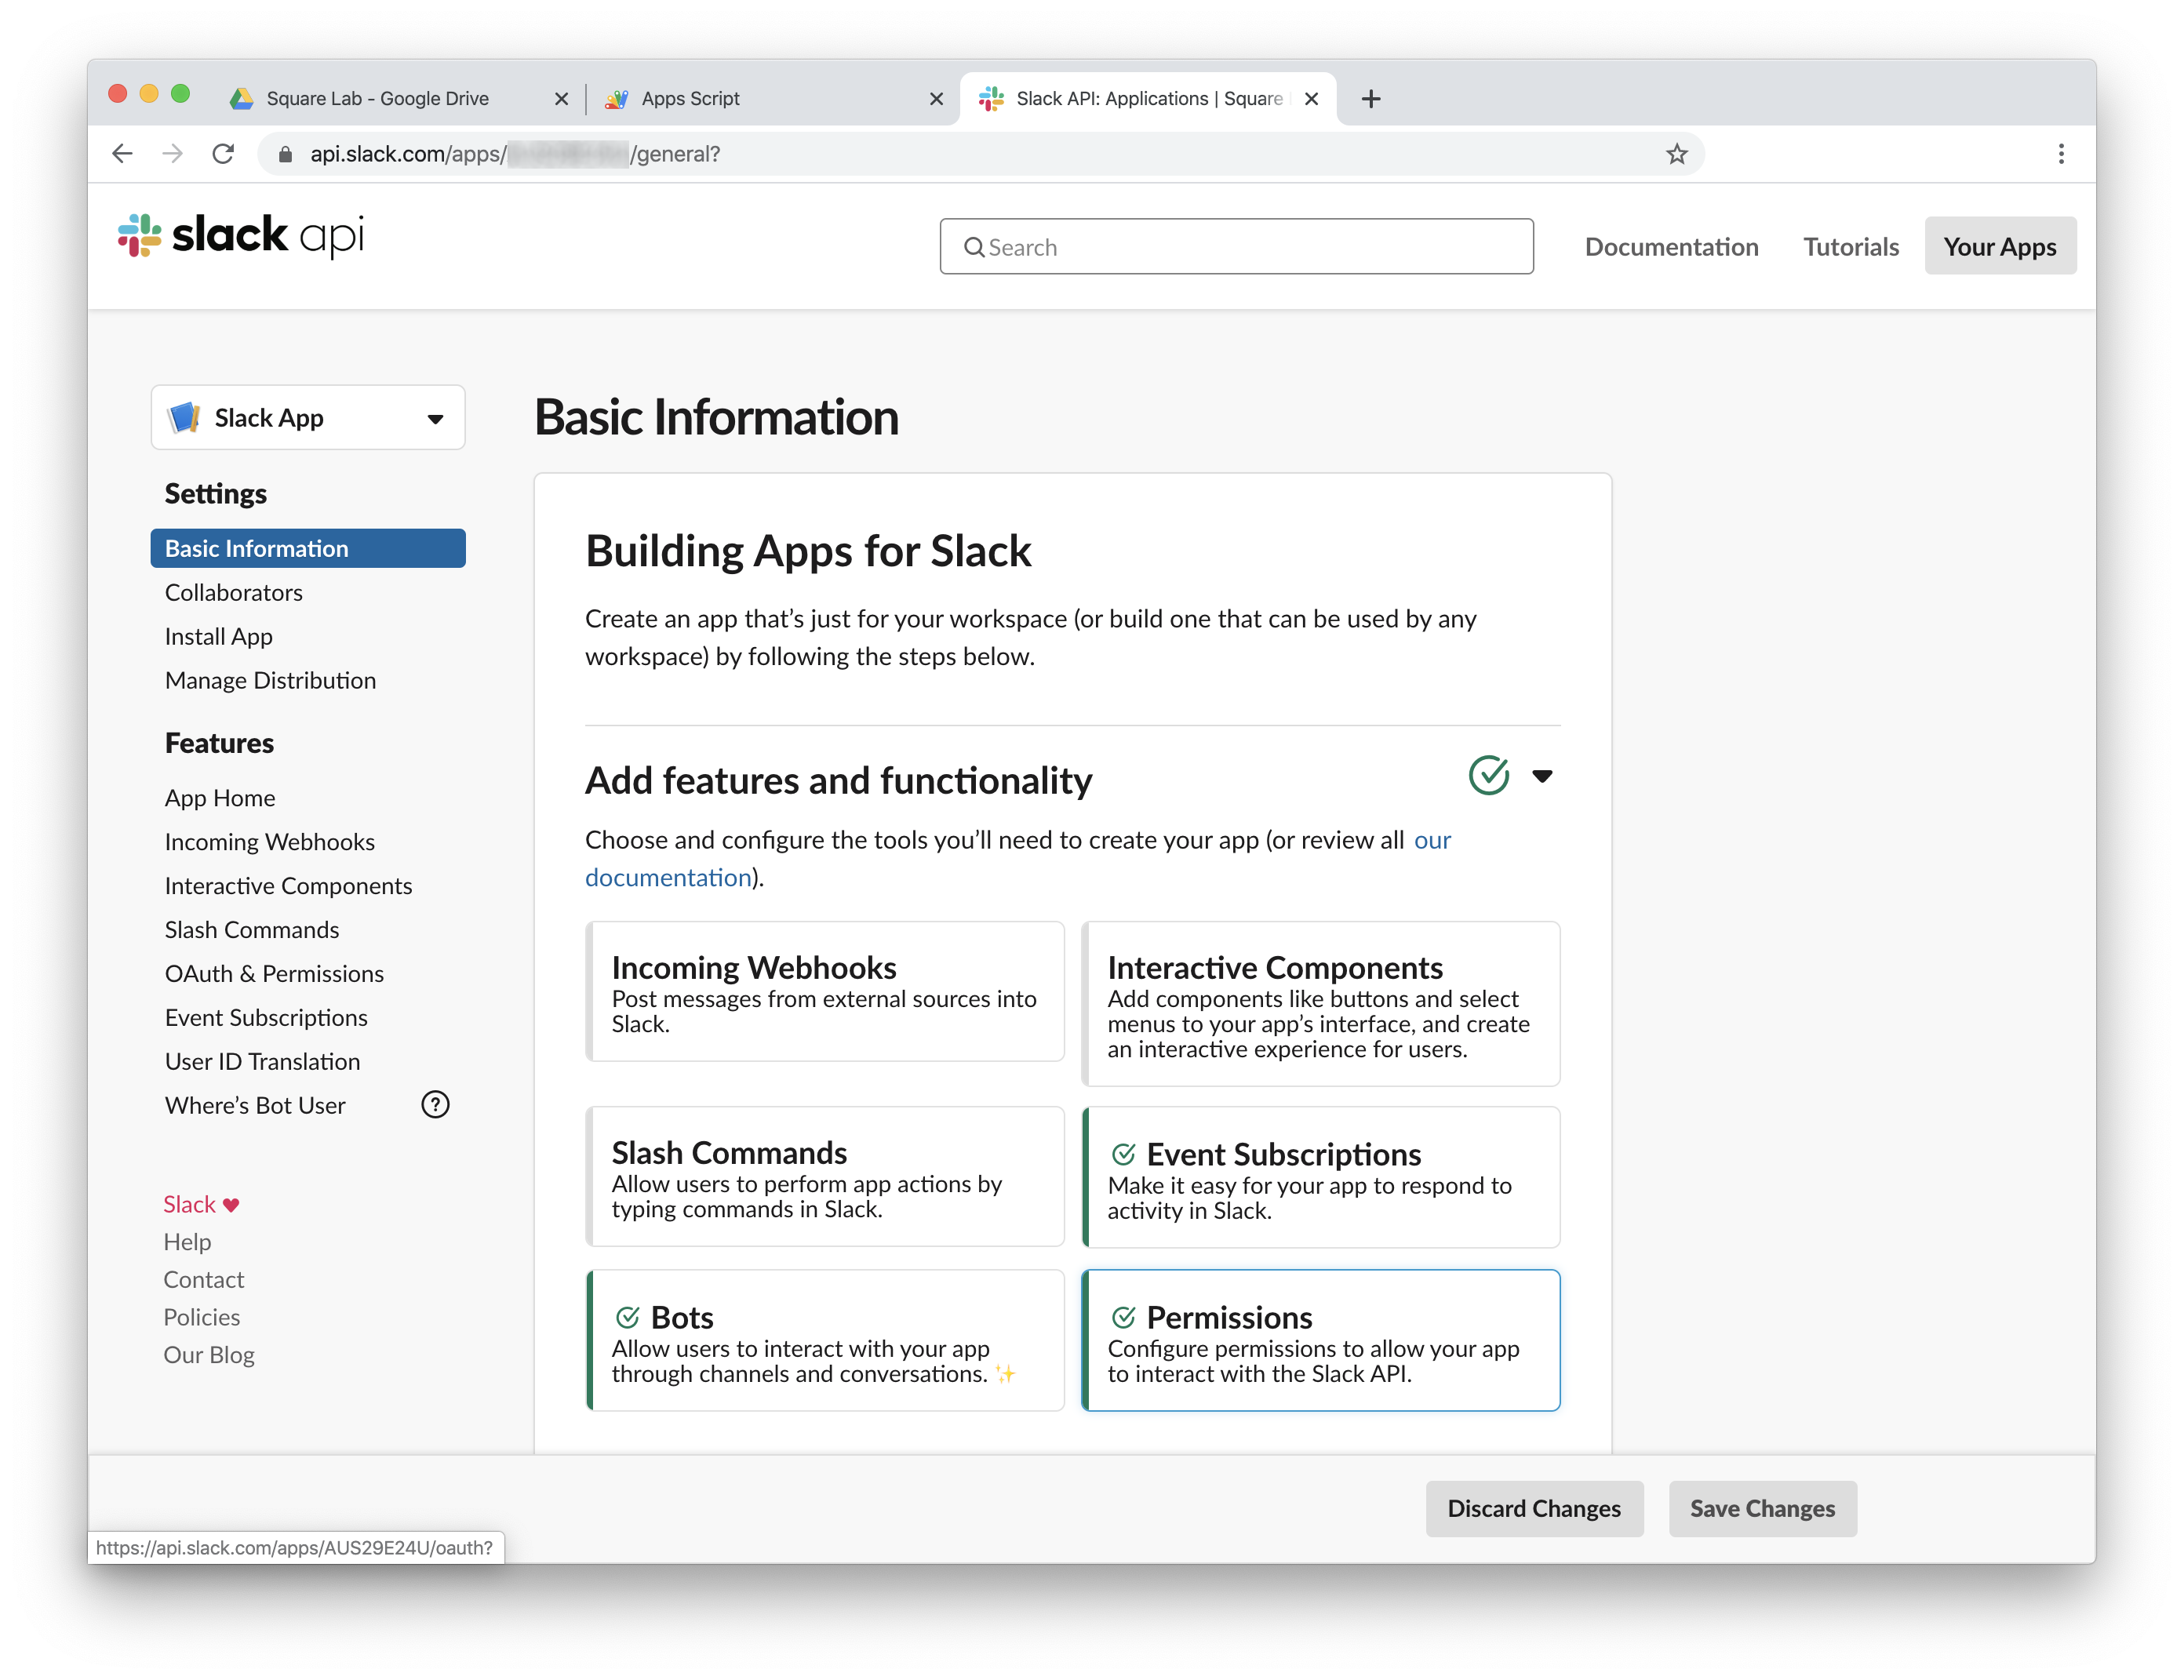 Square Lab - Google Drive
Apps Script
Slack API: Applications | Square
api.slack.com/apps/ /general?
slack api
Search
Documentation
Tutorials
Your Apps
Slack App
Settings
Basic Information
Collaborators
Install App
Manage Distribution
Features
App Home
Incoming Webhooks
Interactive Components
Slash Commands
OAuth & Permissions
Event Subscriptions
User ID Translation
Where’s Bot User
?
Slack ♥
Help
Contact
Policies
Our Blog
Basic Information
Building Apps for Slack
Create an app that’s just for your workspace (or build one that can be used by any
workspace) by following the steps below.
Add features and functionality
Choose and configure the tools you’ll need to create your app (or review all our
documentation).
Incoming Webhooks
Post messages from external sources into
Slack.
Interactive Components
Add components like buttons and select
menus to your app’s interface, and create
an interactive experience for users.
Slash Commands
Allow users to perform app actions by
typing commands in Slack.
Event Subscriptions
Make it easy for your app to respond to
activity in Slack.
Bots
Allow users to interact with your app
through channels and conversations. ✨
Permissions
Configure permissions to allow your app
to interact with the Slack API.
Discard Changes
Save Changes
https://api.slack.com/apps/AUS29E24U/oauth?